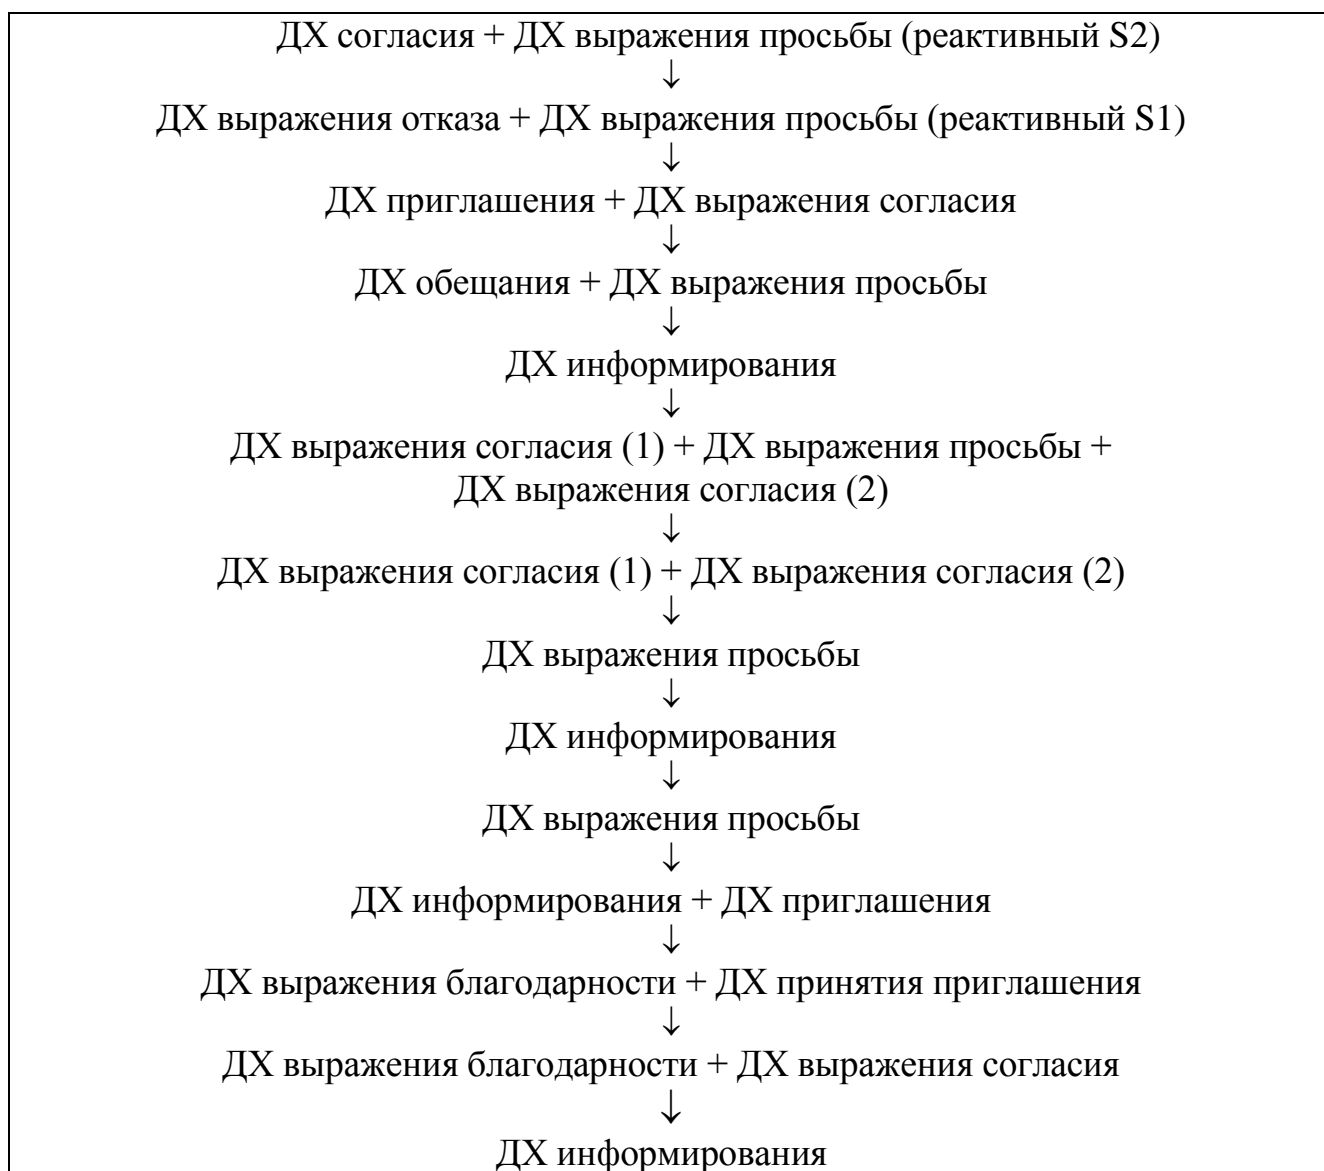 ДХ согласия + ДХ выражения просьбы (реактивный S2)
↓
ДХ выражения отказа + ДХ выражения просьбы (реактивный S1)
↓
ДХ приглашения + ДХ выражения согласия
↓
ДХ обещания + ДХ выражения просьбы
↓
ДХ информирования
↓
ДХ выражения согласия (1) + ДХ выражения просьбы +
ДХ выражения согласия (2)
↓
ДХ выражения согласия (1) + ДХ выражения согласия (2)
↓
ДХ выражения просьбы
↓
ДХ информирования
↓
ДХ выражения просьбы
↓
ДХ информирования + ДХ приглашения
↓
ДХ выражения благодарности + ДХ принятия приглашения
↓
ДХ выражения благодарности + ДХ выражения согласия
↓
ДХ информирования